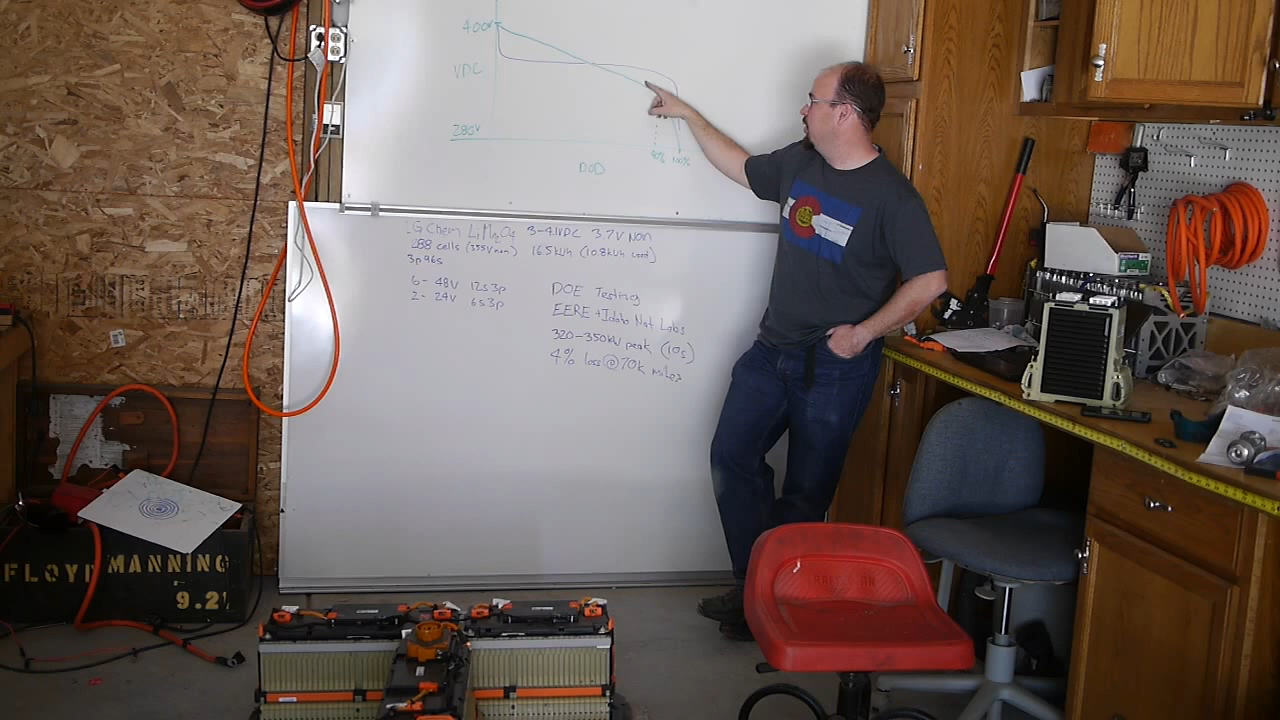 400V
VDC
285V
90% 100%
DOD
LG Chem LiMn2O4 3-4.1VDC 3.7V Nom
288 cells (355V nom) 16.5kWh (10.8kWh used)
3p96s
6- 48V 12s3p
2- 24V 6s3p
DOE Testing
EERE + Idaho Nat Labs
320-350kW peak (10s)
4% loss @ 70k miles
FLOYD MANNING
9.21
CRAFTSMAN